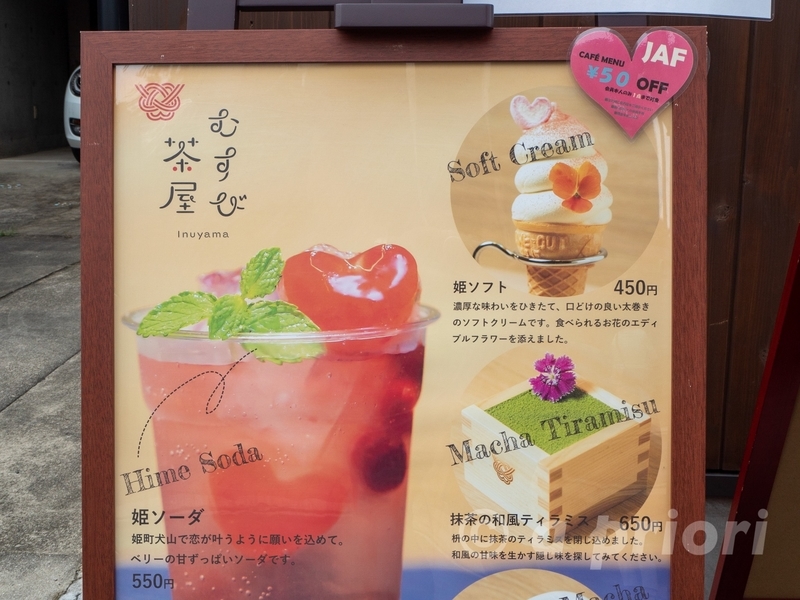 むすび
茶屋
Inuyama
CAFÉ MENU
¥50 OFF
JAF
Soft Cream
姫ソフト 450円
濃厚な味わいをひきたて、口どけの良い太巻き
のソフトクリームです。食べられるお花のエディ
ブルフラワーを添えました。
Macha Tiramisu
抹茶の和風ティラミス 650円
枡の中に抹茶のティラミスを閉じ込めました。
和風の甘味を生かす隠し味を探してみてください。
Hime Soda
姫ソーダ
姫町犬山で恋が叶うように願いを込めて。
ベリーの甘ずっぱいソーダです。
550円
Macha
priori